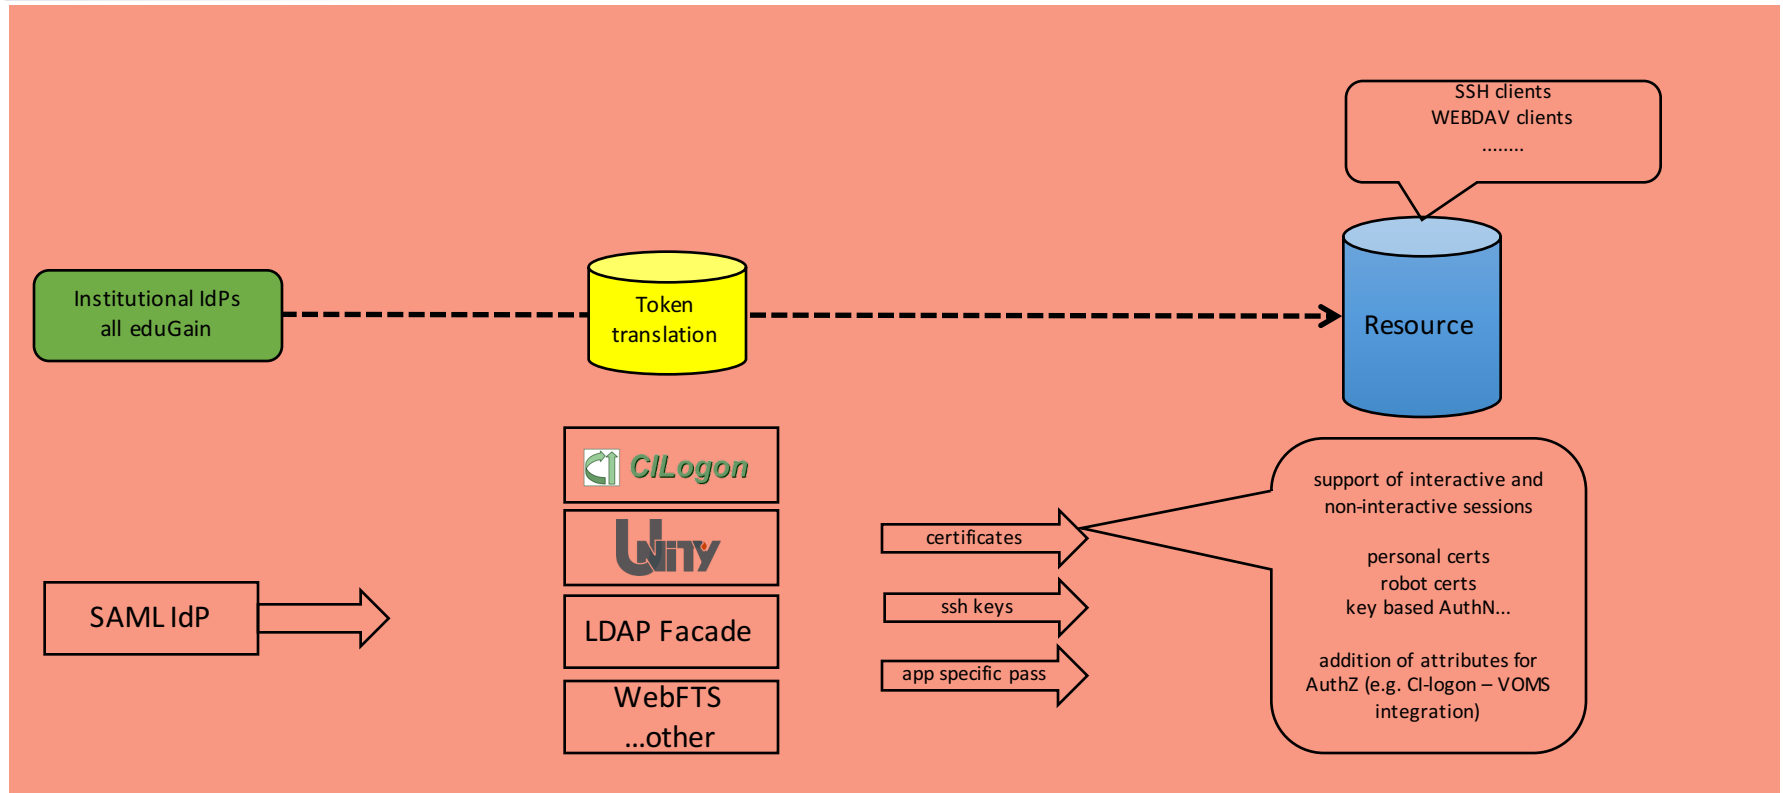 SSH clients
WEBDAV clients
........
Institutional IdPs
all eduGain
Token
translation
Resource
CILogon
UNITY
SAML IdP
LDAP Facade
WebFTS
...other
certificates
ssh keys
app specific pass
support of interactive and
non-interactive sessions
personal certs
robot certs
key based AuthN...
addition of attributes for
AuthZ (e.g. CI-logon – VOMS
integration)